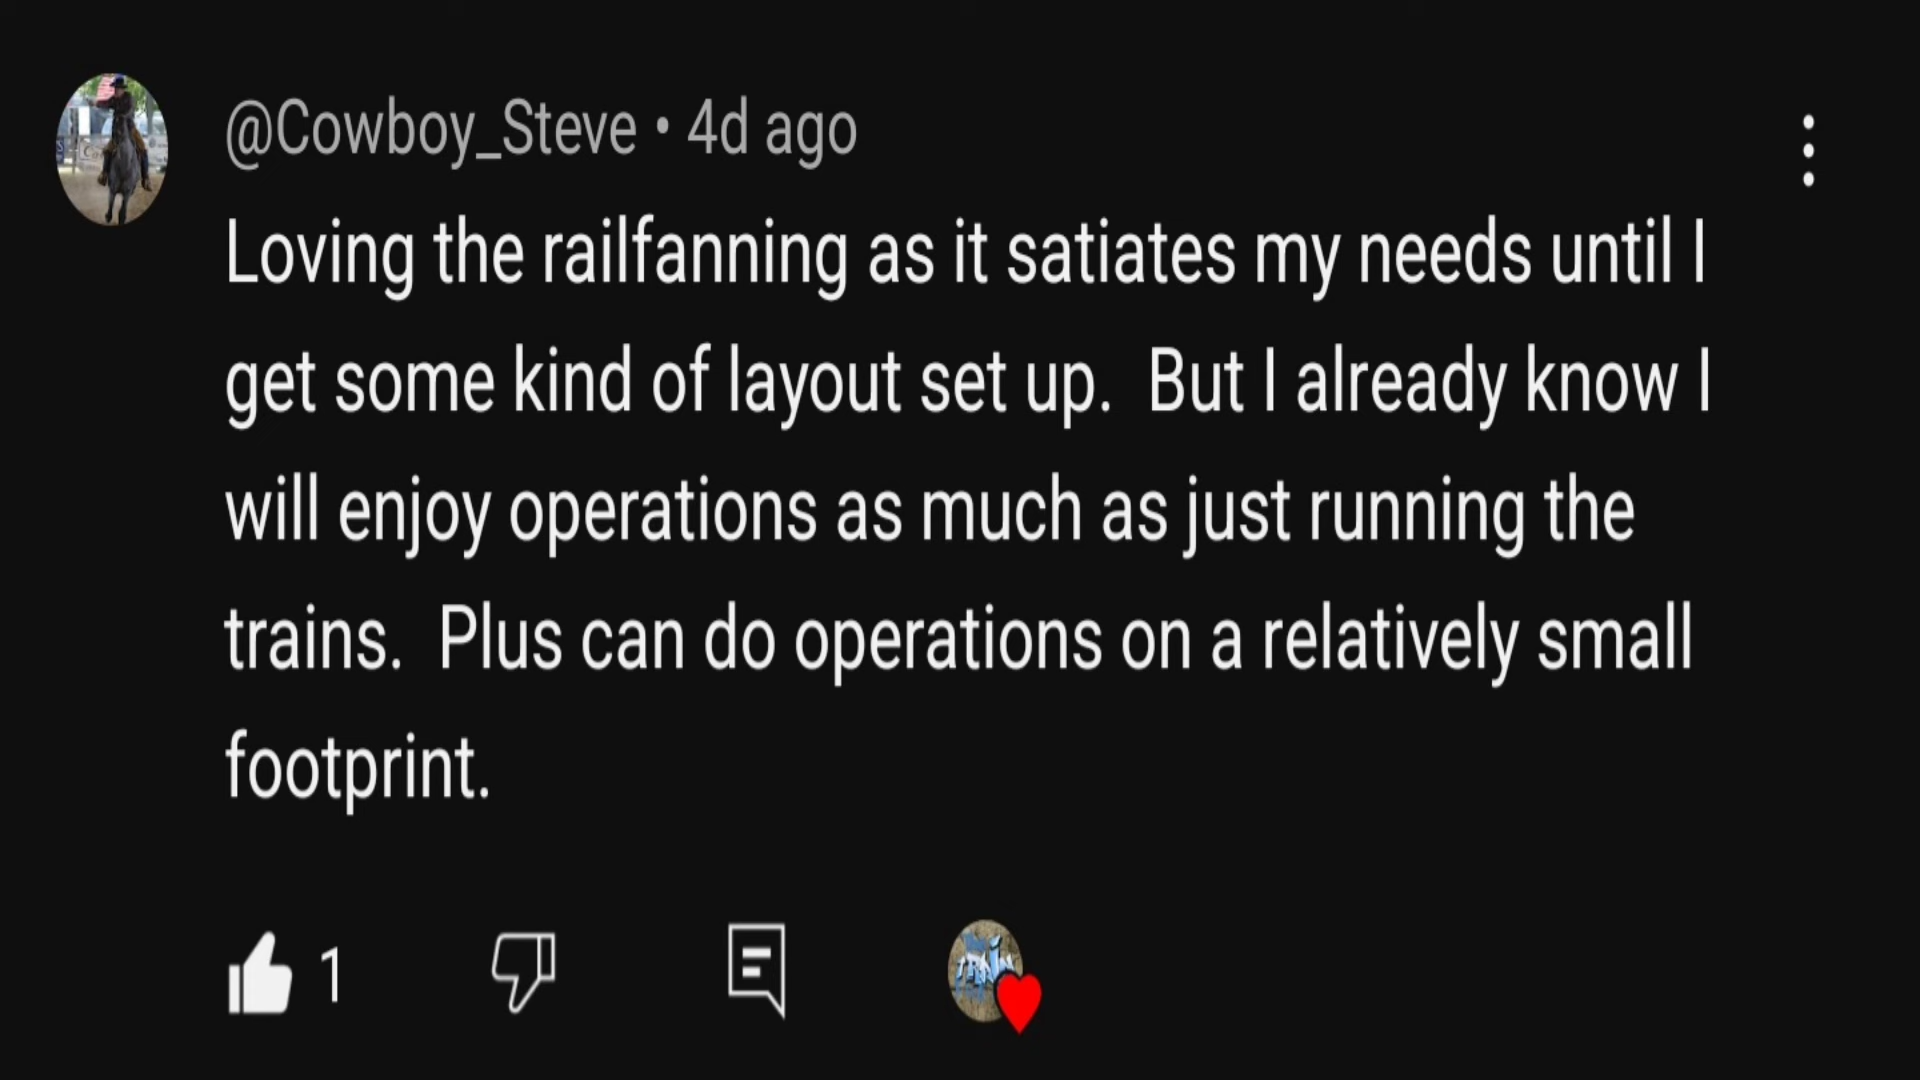 @Cowboy_Steve • 4d ago
Loving the railfanning as it satiates my needs until I
get some kind of layout set up.  But I already know I
will enjoy operations as much as just running the
trains.  Plus can do operations on a relatively small
footprint.
1
TRAIN